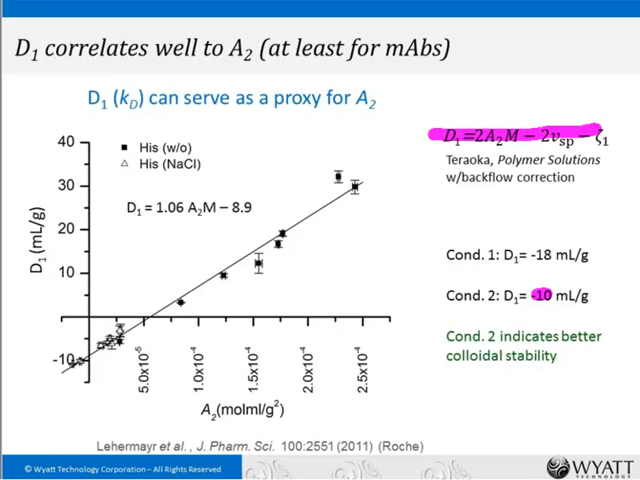 D₁ correlates well to A₂ (at least for mAbs)
D₁ (k_D) can serve as a proxy for A₂
40
30
20
10
-10
D₁ (mL/g)
His (w/o)
His (NaCl)
D₁ = 1.06 A₂M – 8.9
5.0x10⁻⁵
1.0x10⁻⁴
1.5x10⁻⁴
2.0x10⁻⁴
2.5x10⁻⁴
A₂(molml/g²)
D₁=2A₂M − 2v_sp − ζ₁
Teraoka, Polymer Solutions
w/backflow correction
Cond. 1: D₁= -18 mL/g
Cond. 2: D₁= -10 mL/g
Cond. 2 indicates better
colloidal stability
Lehermayr et al., J. Pharm. Sci. 100:2551 (2011) (Roche)
© Wyatt Technology Corporation – All Rights Reserved
WYATT
TECHNOLOGY